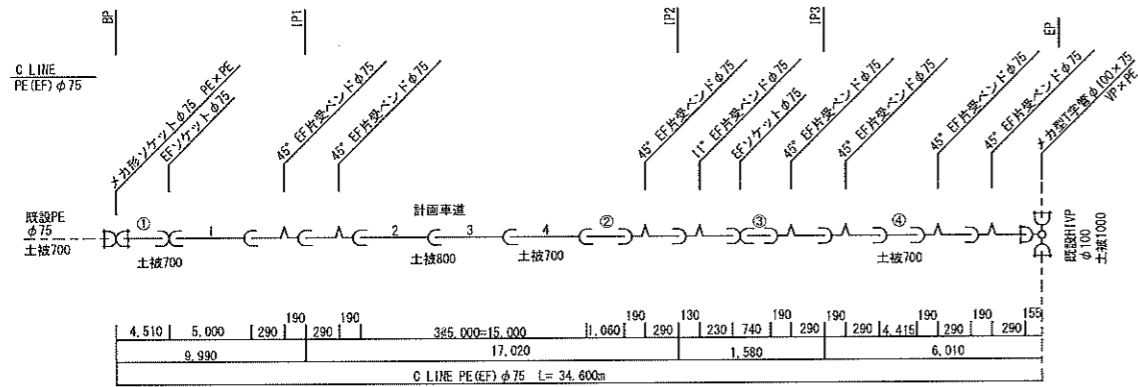 BP
IP1
IP2
IP3
EP
C LINE
PE(EF)φ75
メカ形ソケットφ75 PE×PE
EFソケットφ75
45° EF片受ベンドφ75
45° EF片受ベンドφ75
45° EF片受ベンドφ75
11° EF片受ベンドφ75
EFソケットφ75
45° EF片受ベンドφ75
45° EF片受ベンドφ75
45° EF片受ベンドφ75
45° EF片受ベンドφ75
メカ型T字管φ100×75
VP×PE
既設PE
φ75
土被700
① 1 2 3 4 ② ③ ④
計画車道
土被700
土被800
土被700
土被700
既設HIVP
φ100
土被1000
190 190 190 130 190 190 190 190 155
4,510 5,000 290 290 3@5,000=15,000 1,060 290 230 740 290 290 4,415 290 290
9,990 17,020 1,580 6,010
C LINE PE(EF)φ75 L= 34.600m